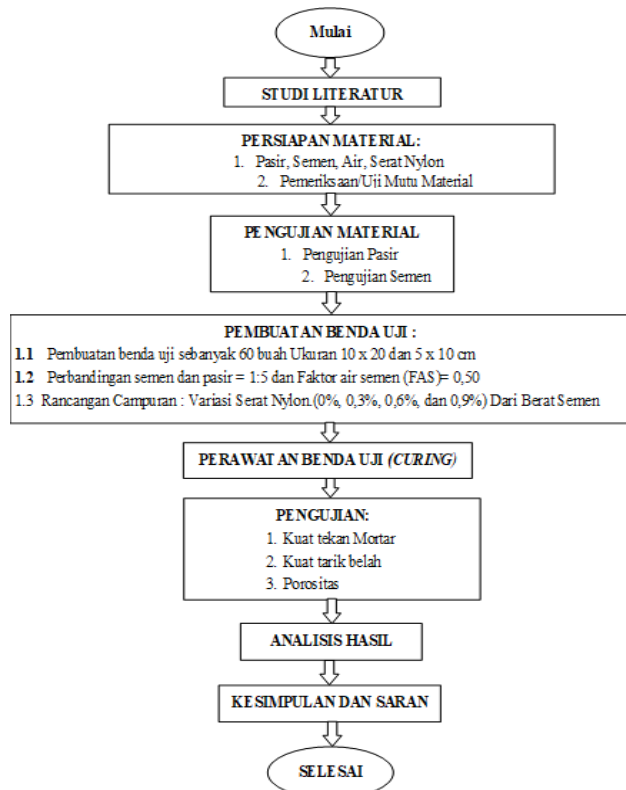 Mulai
STUDI LITERATUR
PERSIAPAN MATERIAL:
1. Pasir, Semen, Air, Serat Nylon
2. Pemeriksaan/Uji Mutu Material
PENGUJIAN MATERIAL
1. Pengujian Pasir
2. Pengujian Semen
PEMBUATAN BENDA UJI :
1.1 Pembuatan benda uji sebanyak 60 buah Ukuran 10 x 20 dan 5 x 10 cm
1.2 Perbandingan semen dan pasir = 1:5 dan Faktor air semen (FAS)= 0,50
1.3 Rancangan Campuran : Variasi Serat Nylon.(0%, 0,3%, 0,6%, dan 0,9%) Dari Berat Semen
PERAWATAN BENDA UJI (CURING)
PENGUJIAN:
1. Kuat tekan Mortar
2. Kuat tarik belah
3. Porositas
ANALISIS HASIL
KESIMPULAN DAN SARAN
SELESAI